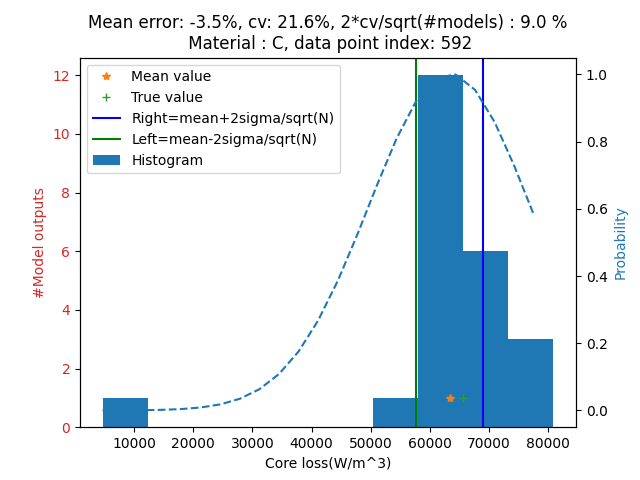 Mean error: -3.5%, cv: 21.6%, 2*cv/sqrt(#models) : 9.0 %
Material : C, data point index: 592
Mean value
True value
Right=mean+2sigma/sqrt(N)
Left=mean-2sigma/sqrt(N)
Histogram
#Model outputs
12
10
8
6
4
2
0
1.0
0.8
0.6
0.4
0.2
0.0
Probability
10000 20000 30000 40000 50000 60000 70000 80000
Core loss(W/m^3)